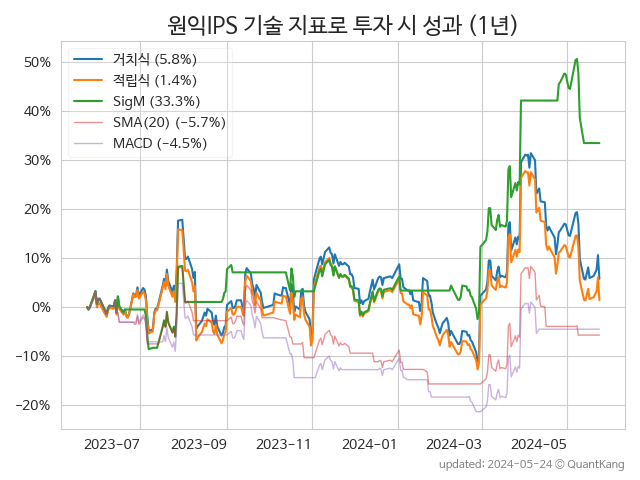 원익IPS 기술 지표로 투자 시 성과 (1년)
거치식 (5.8%)
적립식 (1.4%)
SigM (33.3%)
SMA(20) (−5.7%)
MACD (−4.5%)
50%
40%
30%
20%
10%
0%
−10%
−20%
2023-07
2023-09
2023-11
2024-01
2024-03
2024-05
updated: 2024-05-24 © QuantKang